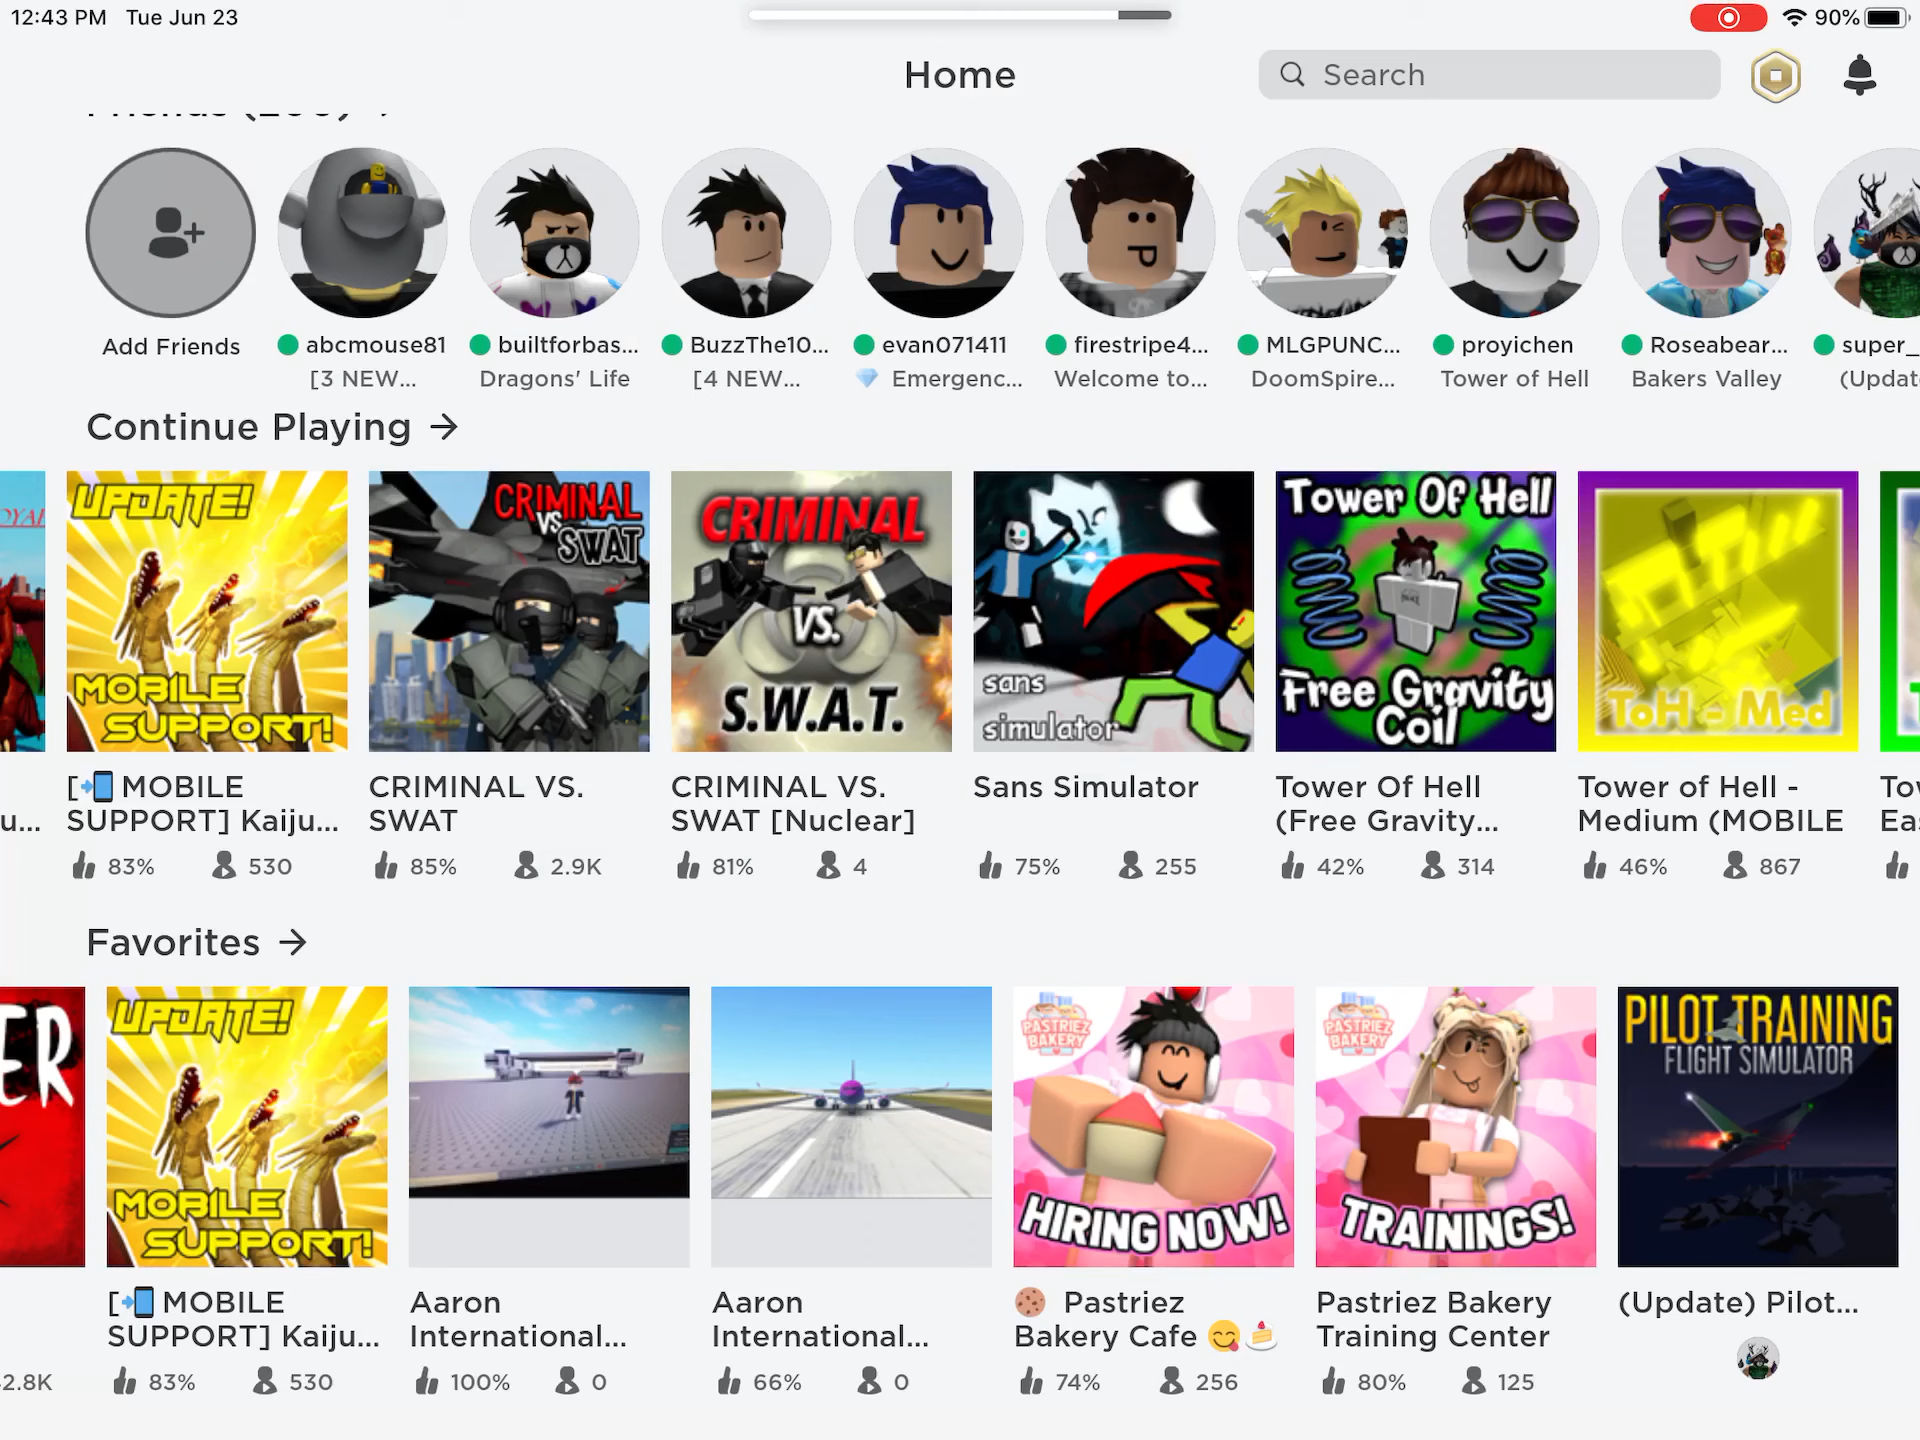 12:43 PM Tue Jun 23
90%
Home
Search
Add Friends
abcmouse81
builtforbas...
BuzzThe10...
evan071411
firestripe4...
MLGPUNC...
proyichen
Roseabear...
super_
[3 NEW...
Dragons' Life
[4 NEW...
💎 Emergenc...
Welcome to...
DoomSpire...
Tower of Hell
Bakers Valley
(Updat
Continue Playing →
UPDATE!
MOBILE
SUPPORT!
CRIMINAL
VS
SWAT
CRIMINAL
VS.
S.W.A.T.
sans
simulator
Tower Of Hell
Free Gravity
Coil
ToH - Med
[📲 MOBILE
SUPPORT] Kaiju...
83% 530
CRIMINAL VS.
SWAT
85% 2.9K
CRIMINAL VS.
SWAT [Nuclear]
81% 4
Sans Simulator
75% 255
Tower Of Hell
(Free Gravity...
42% 314
Tower of Hell -
Medium (MOBILE
46% 867
Favorites →
ER
UPDATE!
MOBILE
SUPPORT!
PASTRIEZ
BAKERY
HIRING NOW!
PASTRIEZ
BAKERY
TRAININGS!
PILOT TRAINING
FLIGHT SIMULATOR
2.8K
[📲 MOBILE
SUPPORT] Kaiju...
83% 530
Aaron
International...
100% 0
Aaron
International...
66% 0
🍪 Pastriez
Bakery Cafe 😋🍰
74% 256
Pastriez Bakery
Training Center
80% 125
(Update) Pilot...